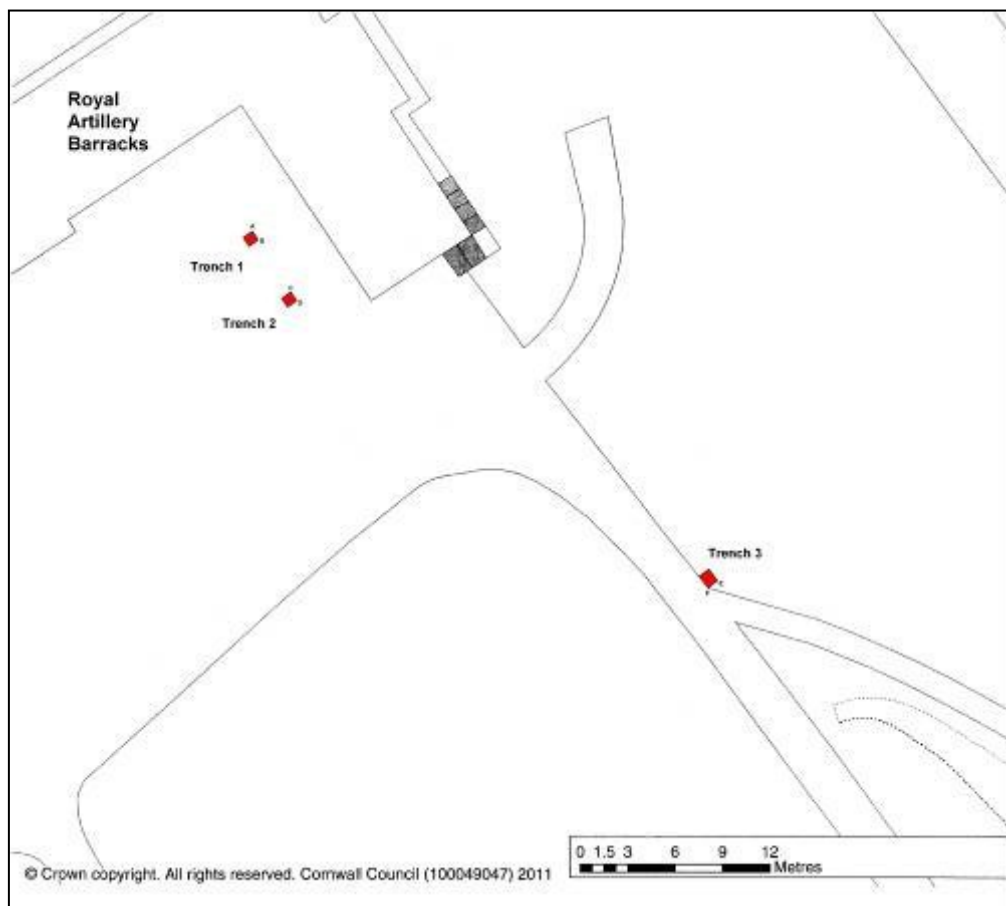 Royal
Artillery
Barracks
Trench 1
Trench 2
Trench 3
0 1.5 3 6 9 12
Metres
© Crown copyright. All rights reserved. Cornwall Council (100049047) 2011